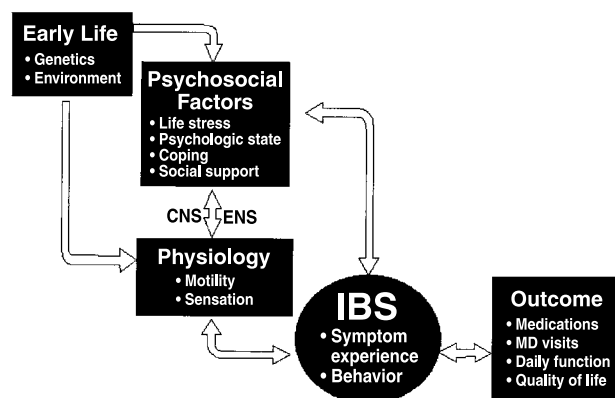 Early Life
• Genetics
• Environment
Psychosocial
Factors
• Life stress
• Psychologic state
• Coping
• Social support
CNS ENS
Physiology
• Motility
• Sensation
IBS
• Symptom
experience
• Behavior
Outcome
• Medications
• MD visits
• Daily function
• Quality of life